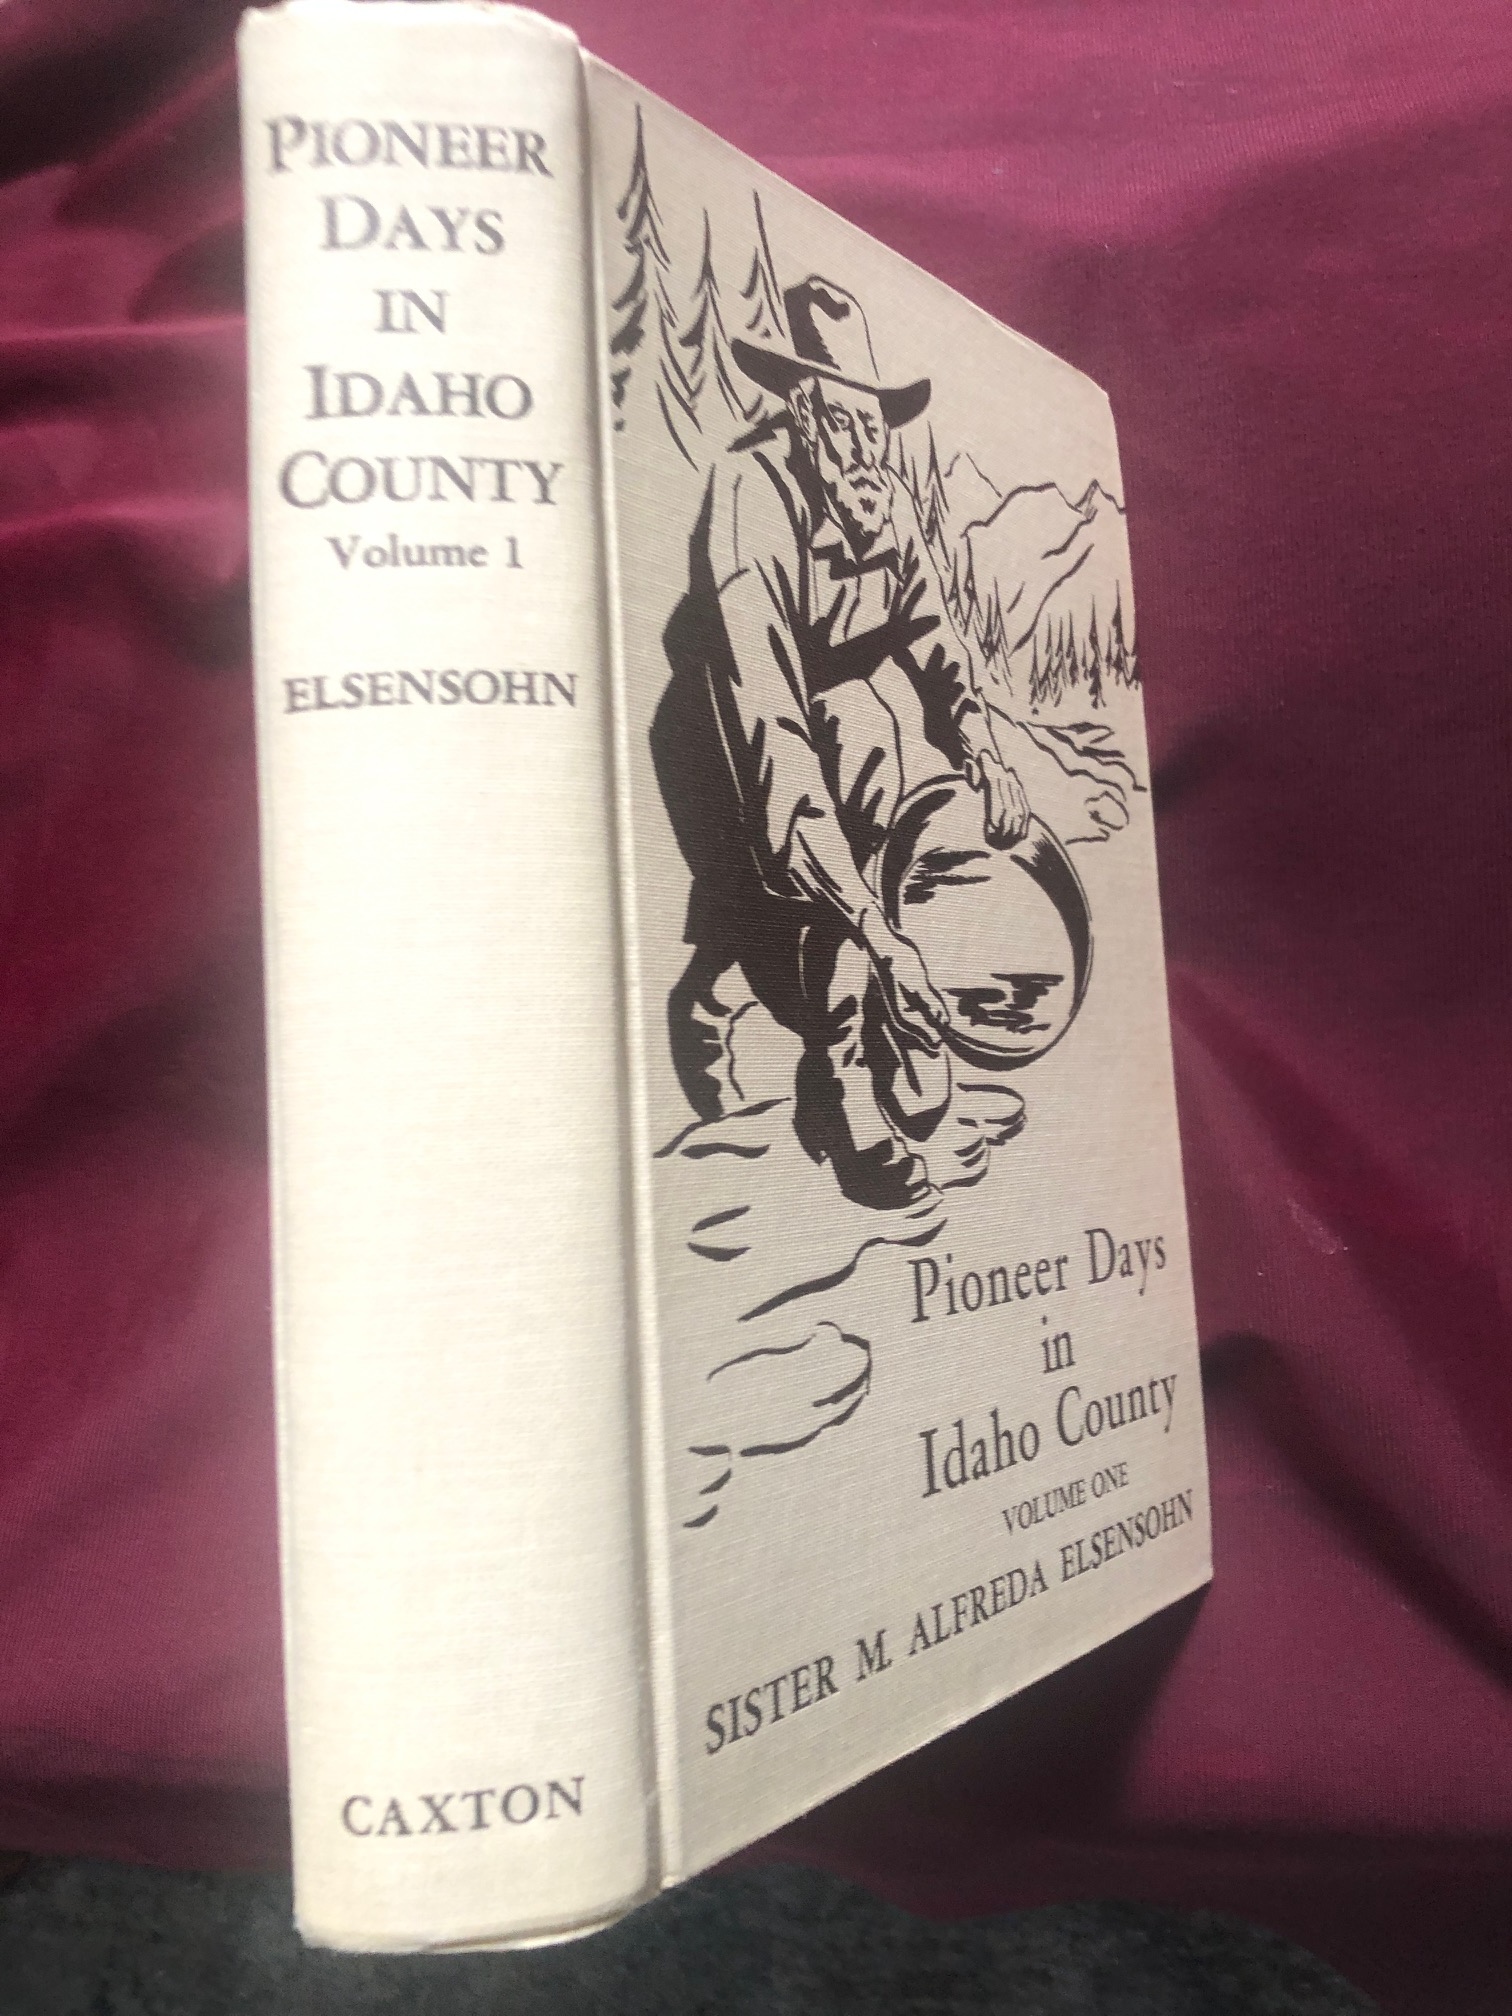 PIONEER
DAYS
IN
IDAHO
COUNTY
Volume 1
ELSENSOHN
CAXTON
Pioneer Days
in
Idaho County
VOLUME ONE
SISTER M. ALFREDA ELSENSOHN